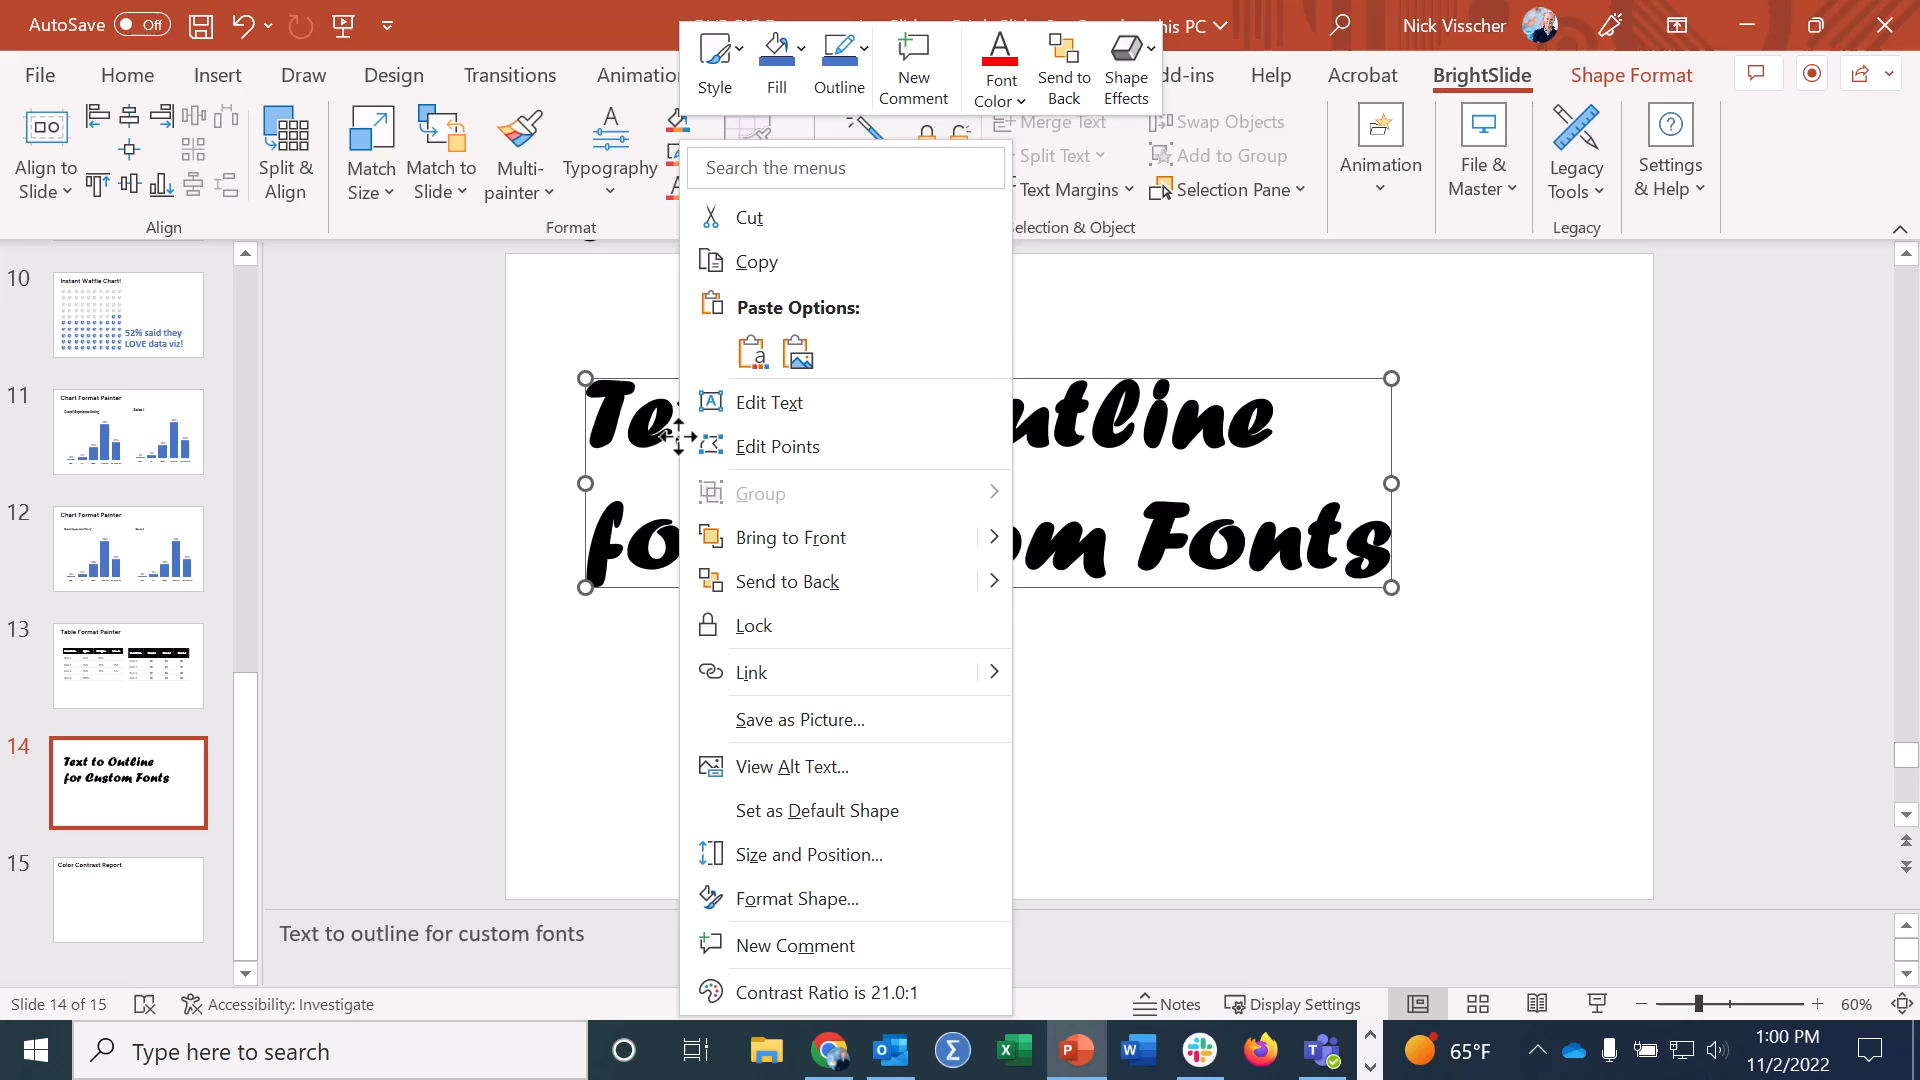 AutoSave Off
his PC
Nick Visscher
File Home Insert Draw Design Transitions Help Acrobat BrightSlide Shape Format
Style Fill Outline New Comment Font Color Send to Back Shape Effects
Align to Slide
Split & Align
Match Size
Match to Slide
Multi-painter
Typography
Merge Text
Split Text
Text Margins
Swap Objects
Add to Group
Selection Pane
Animation
File & Master
Legacy Tools
Settings & Help
Align
Format
Selection & Object
Legacy
Search the menus
Cut
Copy
Paste Options:
Edit Text
Edit Points
Group
Bring to Front
Send to Back
Lock
Link
Save as Picture...
View Alt Text...
Set as Default Shape
Size and Position...
Format Shape...
New Comment
Contrast Ratio is 21.0:1
10
Instant Waffle Chart!
52% said they
LOVE data viz!
11
Chart Format Painter
12
Chart Format Painter
13
Table Format Painter
14
Text to Outline
for Custom Fonts
15
Color Contrast Report
Te utline
fo om Fonts
Text to outline for custom fonts
Slide 14 of 15 Accessibility: Investigate Notes Display Settings 60%
Type here to search
65°F
1:00 PM
11/2/2022